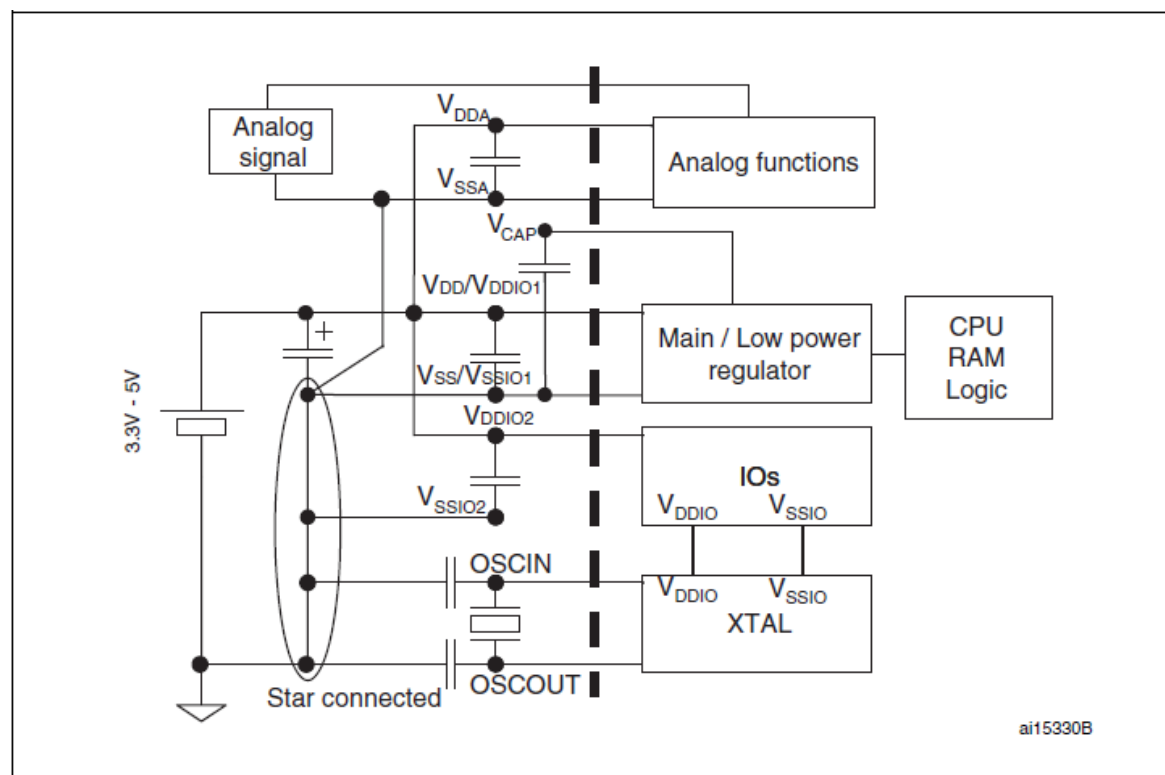 Analog
signal
VDDA
VSSA
Analog functions
VCAP
VDD/VDDIO1
+
Main / Low power
regulator
CPU
RAM
Logic
VSS/VSSIO1
3.3V - 5V
VDDIO2
VSSIO2
IOs
VDDIO VSSIO
OSCIN
VDDIO VSSIO
XTAL
OSCOUT
Star connected
ai15330B